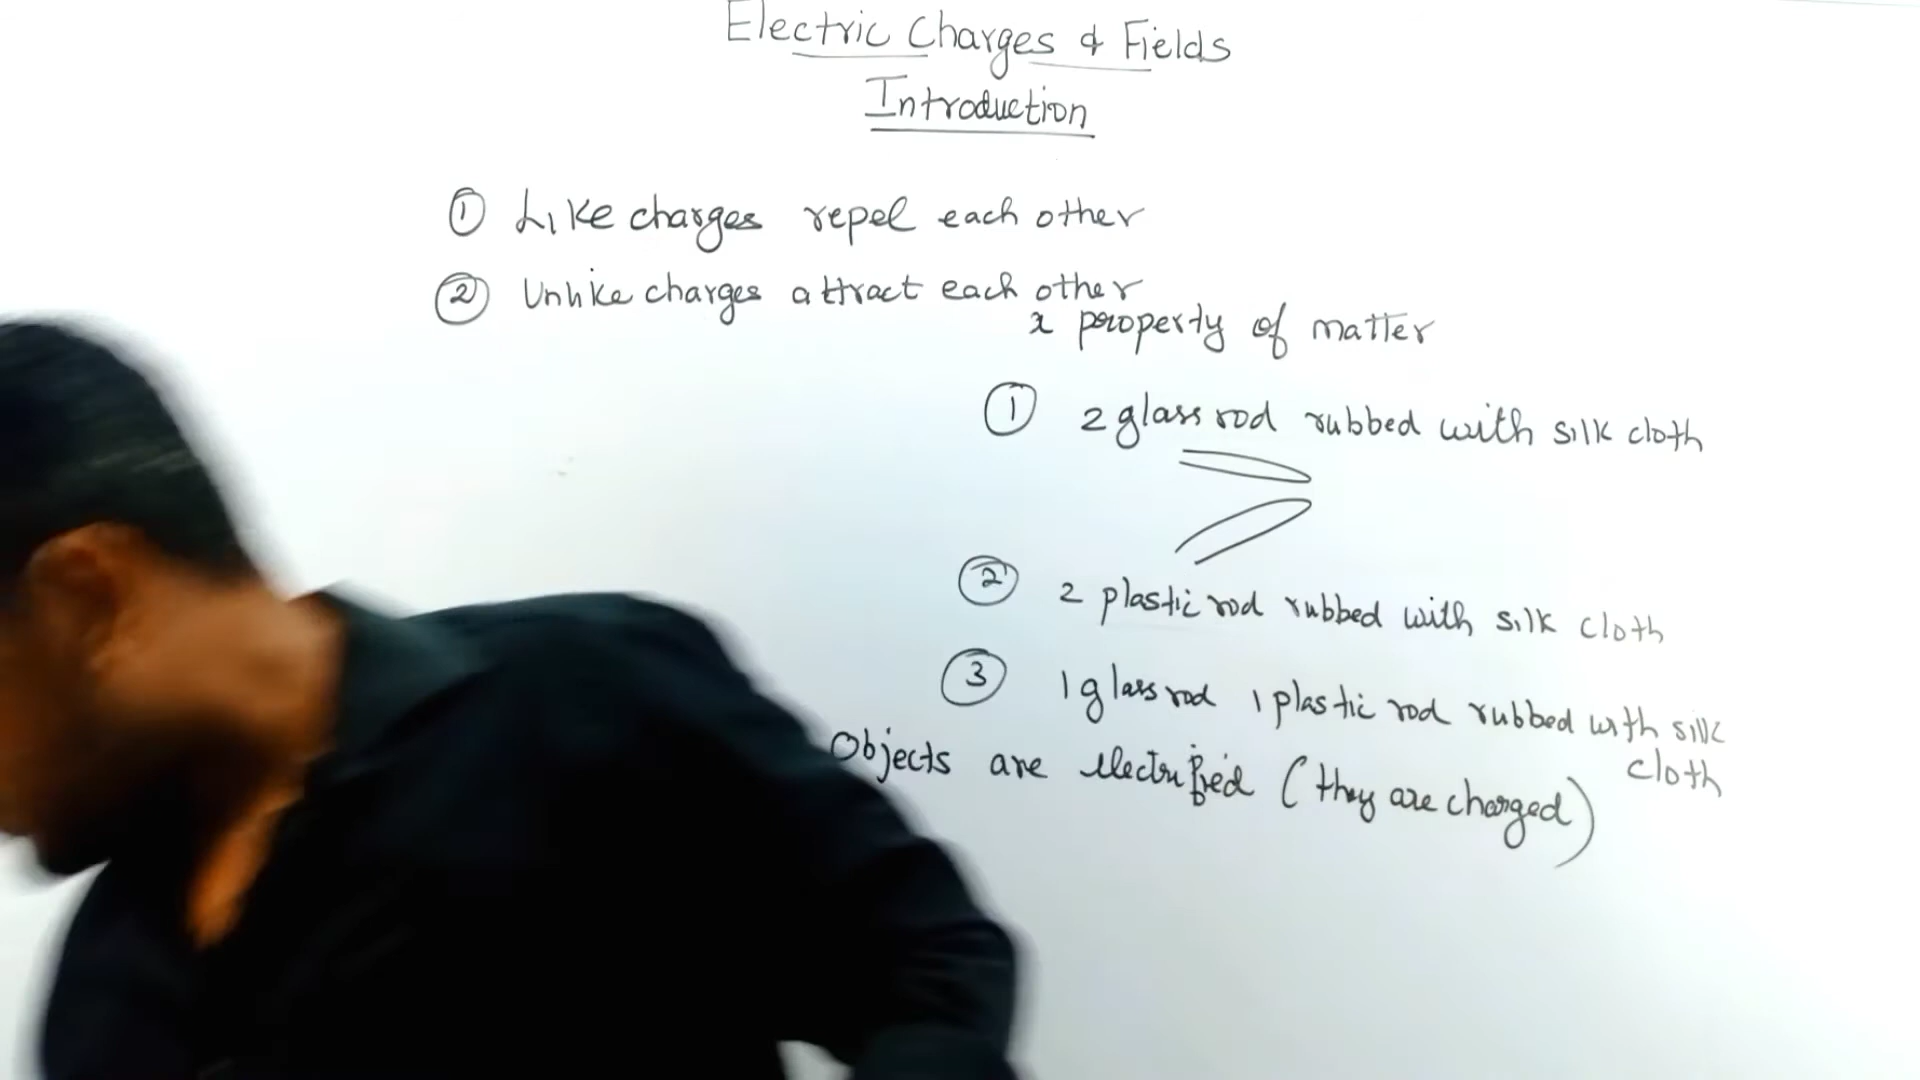 Electric Charges & Fields
Introduction
① Like charges repel each other
② Unlike charges attract each other
x property of matter
① 2 glass rod rubbed with silk cloth
② 2 plastic rod rubbed with silk cloth
③ 1 glass rod 1 plastic rod rubbed with silk
cloth
Objects are electrified (they are charged)